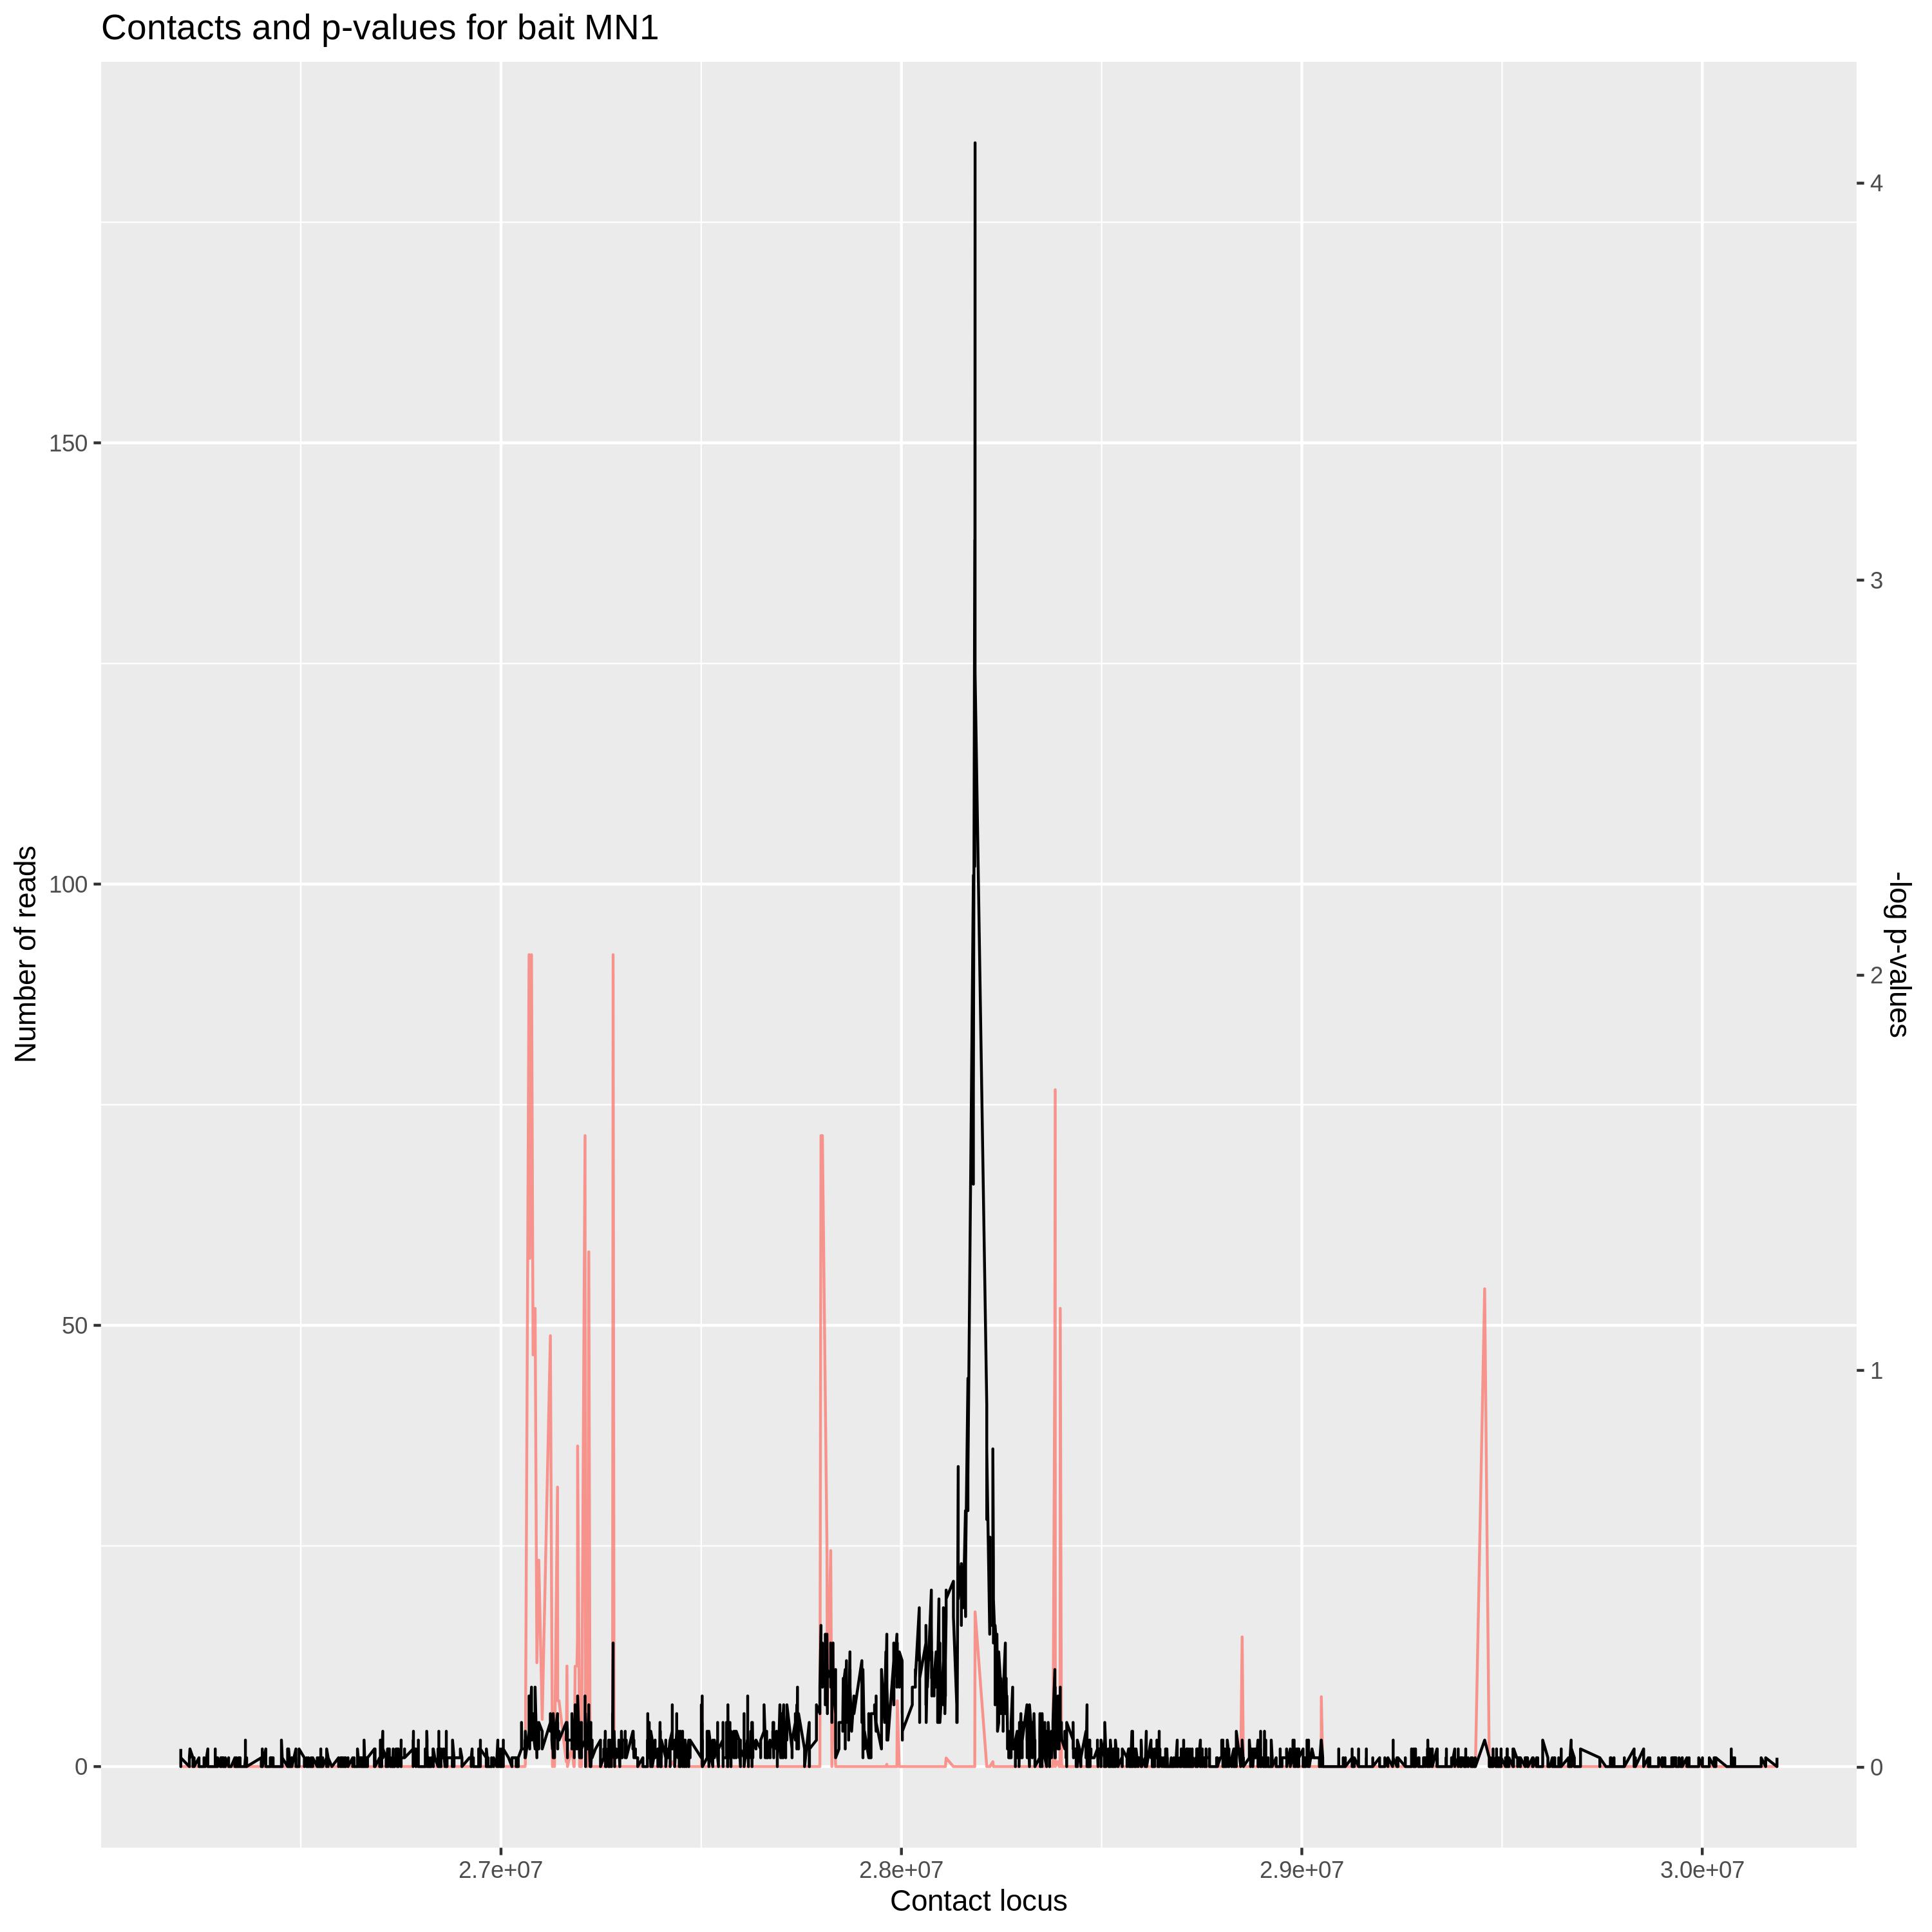 Contacts and p-values for bait MN1
Number of reads
150
100
50
0
4
3
2
1
0
-log p-values
2.7e+07
2.8e+07
2.9e+07
3.0e+07
Contact locus